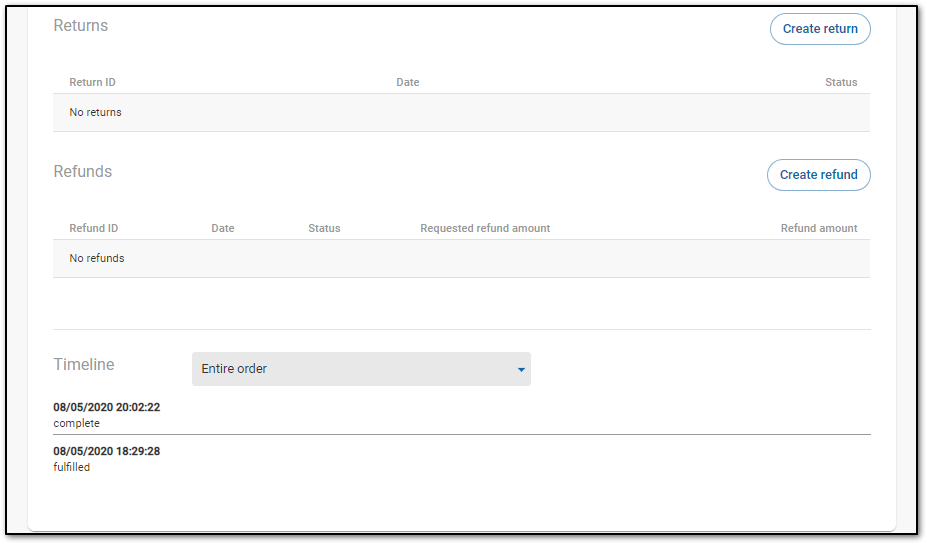 Returns
Create return
Return ID Date Status
No returns
Refunds
Create refund
Refund ID Date Status Requested refund amount Refund amount
No refunds
Timeline
Entire order
08/05/2020 20:02:22
complete
08/05/2020 18:29:28
fulfilled